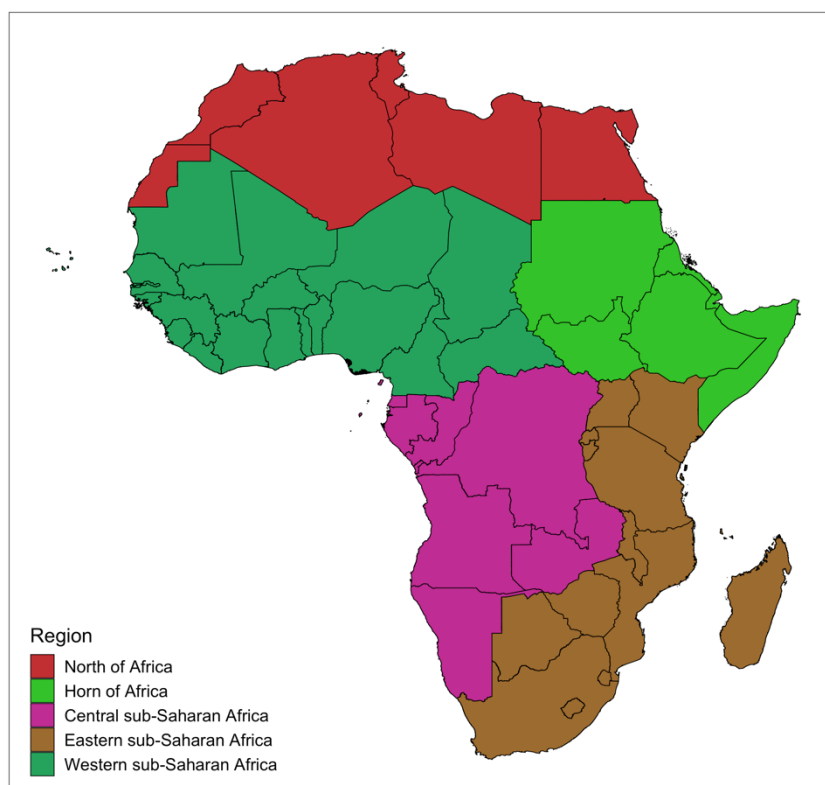 Region
North of Africa
Horn of Africa
Central sub-Saharan Africa
Eastern sub-Saharan Africa
Western sub-Saharan Africa